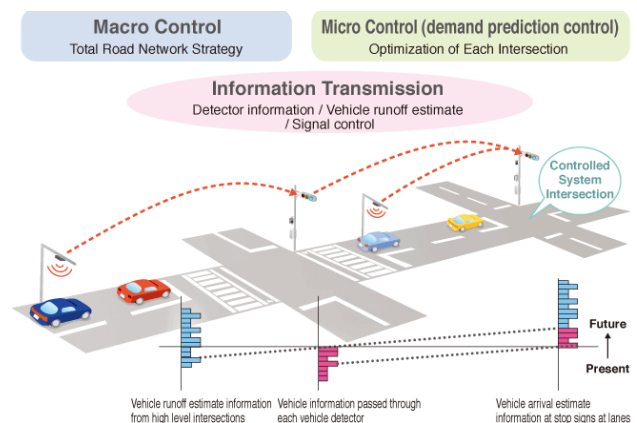 Macro Control
Total Road Network Strategy
Micro Control (demand prediction control)
Optimization of Each Intersection
Information Transmission
Detector information / Vehicle runoff estimate
/ Signal control
Controlled
System
Intersection
Future
Present
Vehicle runoff estimate information
from high level intersections
Vehicle information passed through
each vehicle detector
Vehicle arrival estimate
information at stop signs at lanes